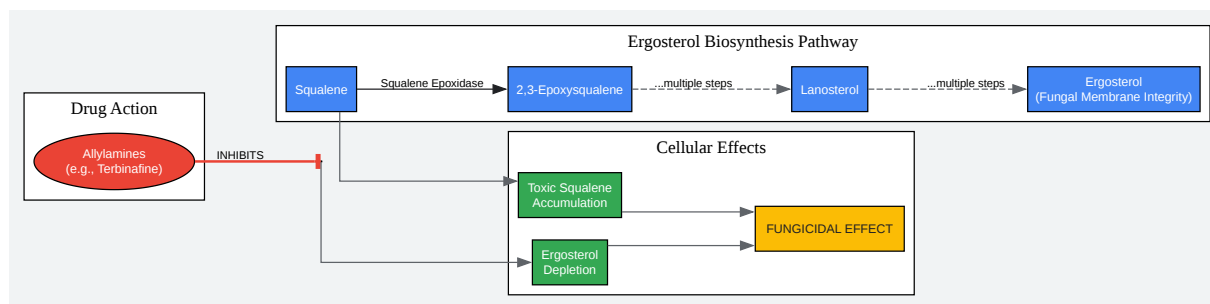 Ergosterol Biosynthesis Pathway
Squalene
Squalene Epoxidase
2,3-Epoxysqualene
...multiple steps
Lanosterol
...multiple steps
Ergosterol
(Fungal Membrane Integrity)
Drug Action
Allylamines
(e.g., Terbinafine)
INHIBITS
Cellular Effects
Toxic Squalene
Accumulation
Ergosterol
Depletion
FUNGICIDAL EFFECT